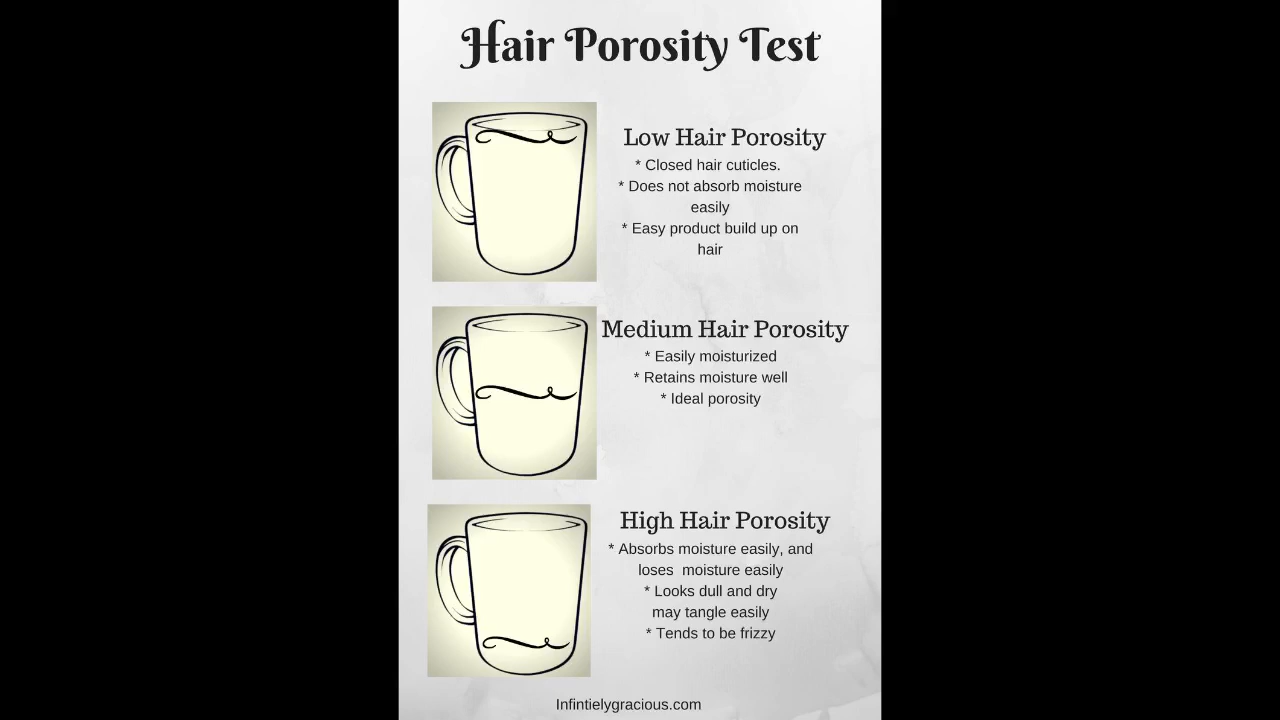 Hair Porosity Test
Low Hair Porosity
* Closed hair cuticles.
* Does not absorb moisture
easily
* Easy product build up on
hair
Medium Hair Porosity
* Easily moisturized
* Retains moisture well
* Ideal porosity
High Hair Porosity
* Absorbs moisture easily, and
loses  moisture easily
* Looks dull and dry
may tangle easily
* Tends to be frizzy
Infintielygracious.com